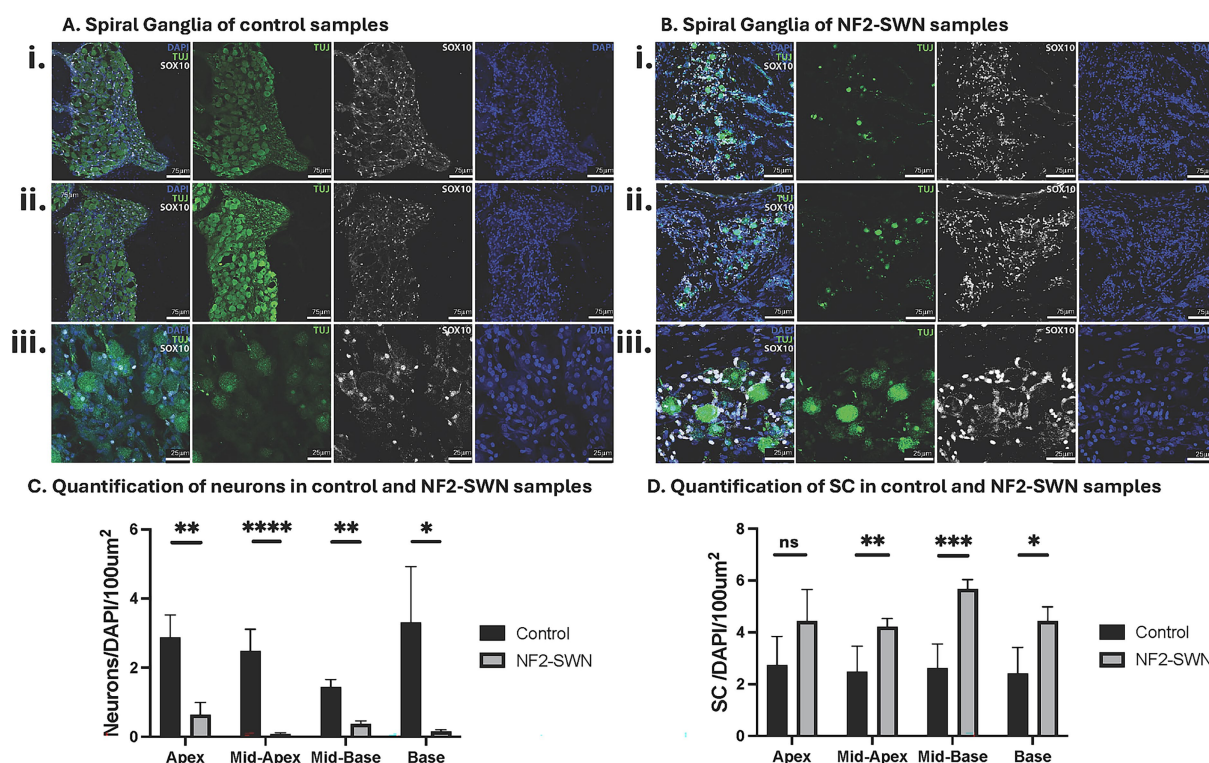 A. Spiral Ganglia of control samples
B. Spiral Ganglia of NF2-SWN samples
i.
DAPI
TUJ
SOX10
75µm
TUJ
75µm
SOX10
75µm
DAPI
75µm
i.
DAPI
TUJ
SOX10
75µm
TUJ
75µm
SOX10
75µm
DAPI
75µm
ii.
75µm
DAPI
TUJ
SOX10
75µm
TUJ
75µm
SOX10
75µm
DAPI
75µm
ii.
DAPI
TUJ
SOX10
75µm
TUJ
75µm
SOX10
75µm
DAPI
75µm
iii.
DAPI
TUJ
SOX10
25µm
TUJ
25µm
SOX10
25µm
DAPI
25µm
iii.
DAPI
TUJ
SOX10
25µm
TUJ
25µm
SOX10
25µm
DAPI
25µm
C. Quantification of neurons in control and NF2-SWN samples
Neurons/DAPI/100um²
6
4
2
0
** **** ** *
Apex Mid-Apex Mid-Base Base
Control
NF2-SWN
D. Quantification of SC in control and NF2-SWN samples
SC /DAPI/100um²
8
6
4
2
0
ns ** *** *
Apex Mid-Apex Mid-Base Base
Control
NF2-SWN